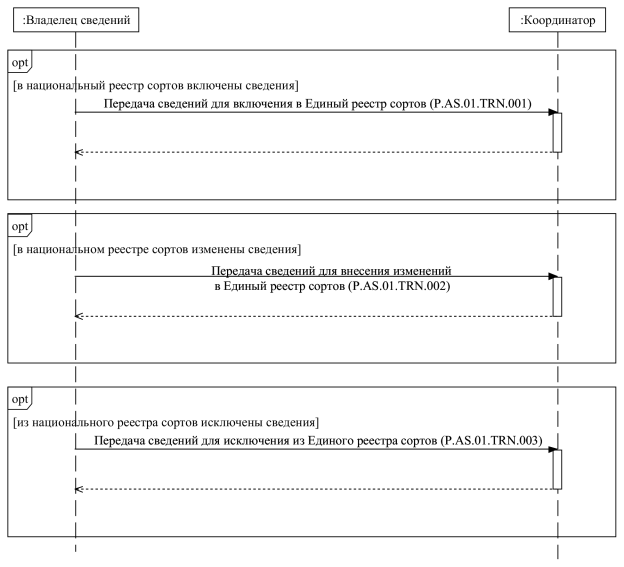 :Владелец сведений
:Координатор
opt
[в национальный реестр сортов включены сведения]
Передача сведений для включения в Единый реестр сортов (P.AS.01.TRN.001)
opt
[в национальном реестре сортов изменены сведения]
Передача сведений для внесения изменений
в Единый реестр сортов (P.AS.01.TRN.002)
opt
[из национального реестра сортов исключены сведения]
Передача сведений для исключения из Единого реестра сортов (P.AS.01.TRN.003)